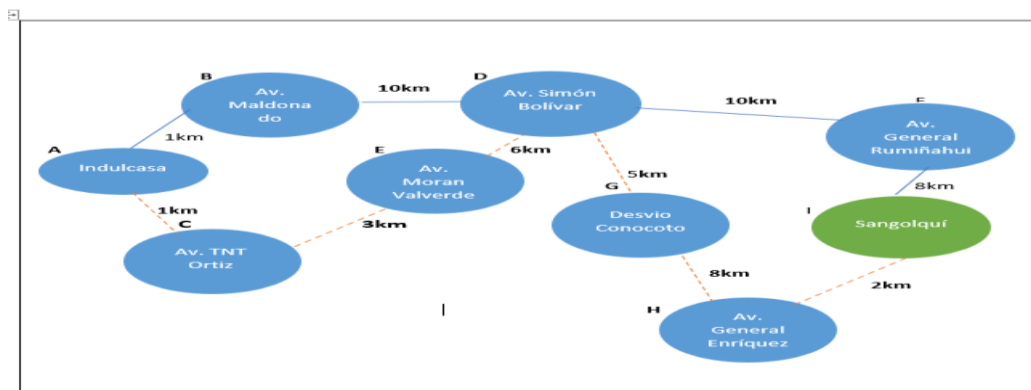 B
Av.
Maldona
do
10km
D
Av. Simón
Bolívar
10km
Av.
General
Rumiñahui
1km
A
Indulcasa
E
Av.
Moran
Valverde
6km
5km
G
Desvio
Conocoto
8km
I
Sangolquí
1km
C
Av. TNT
Ortiz
3km
8km
2km
H
Av.
General
Enríquez